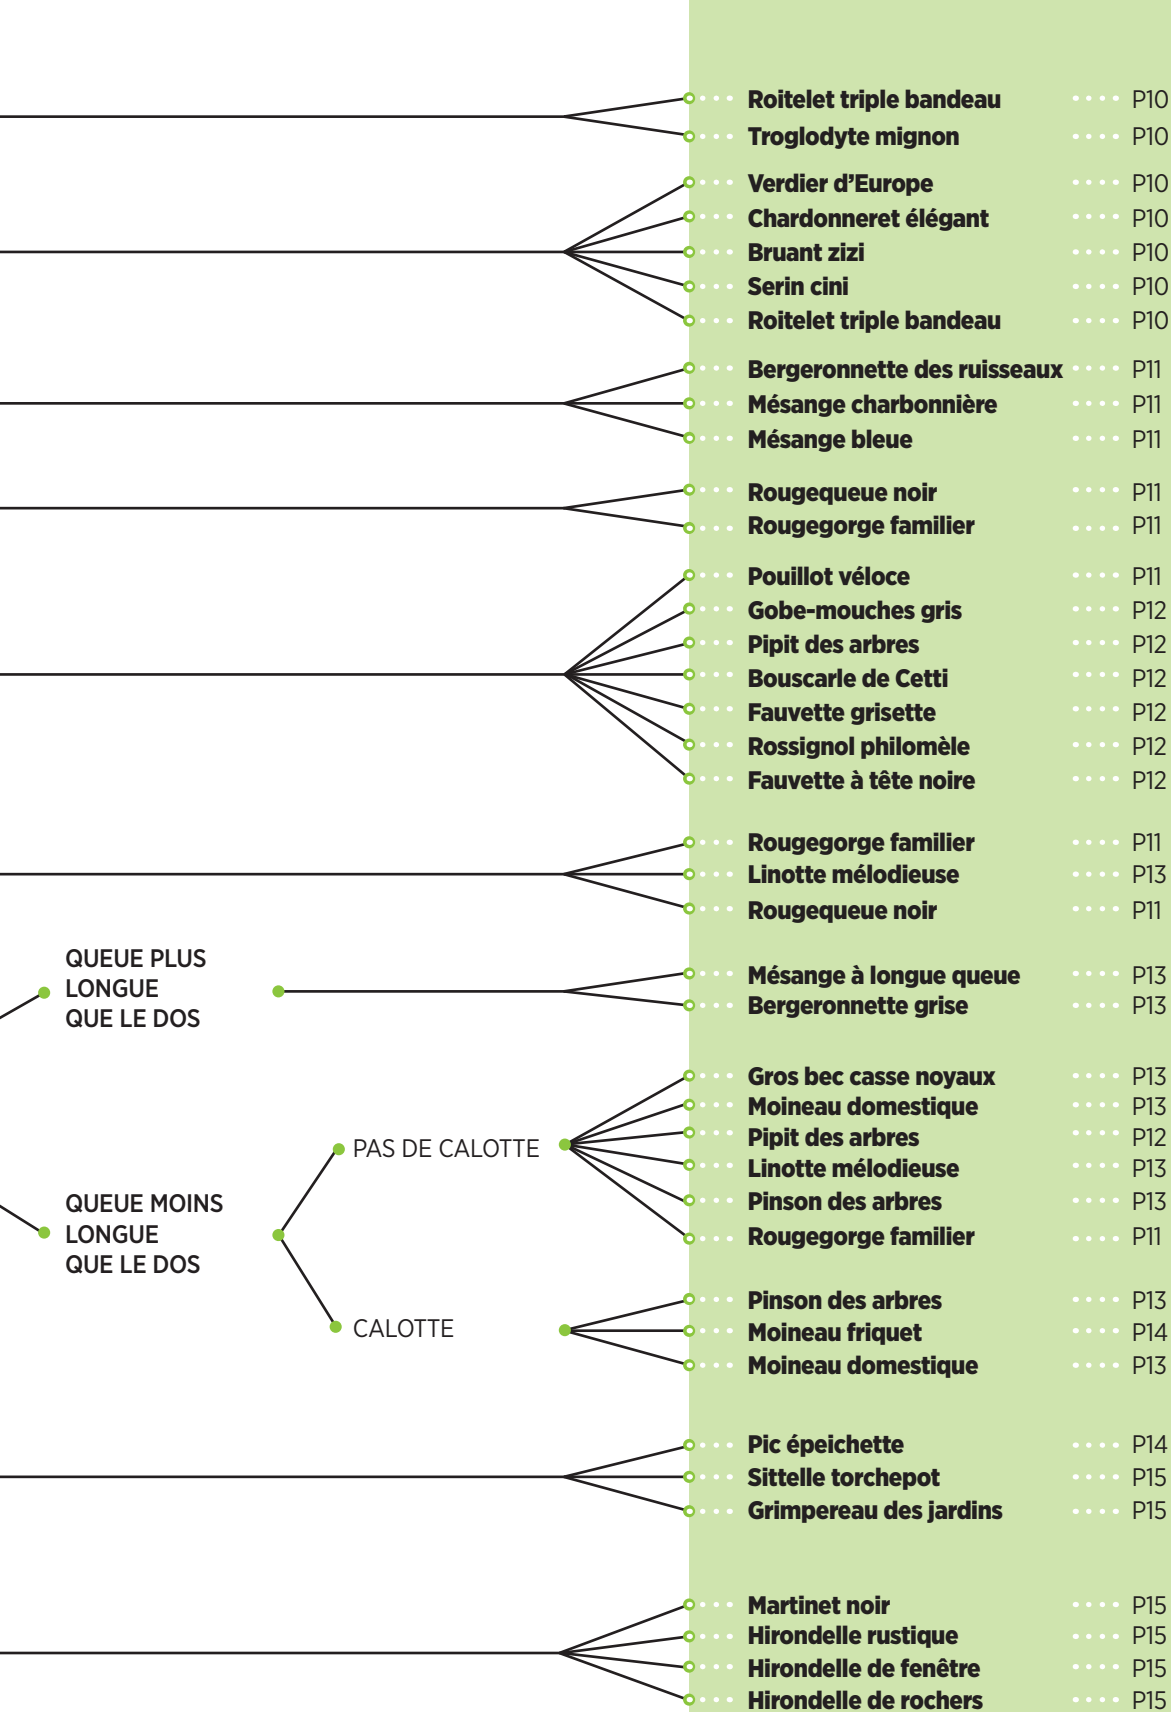 Roitelet triple bandeau P10
Troglodyte mignon P10
Verdier d’Europe P10
Chardonneret élégant P10
Bruant zizi P10
Serin cini P10
Roitelet triple bandeau P10
Bergeronnette des ruisseaux P11
Mésange charbonnière P11
Mésange bleue P11
Rougequeue noir P11
Rougegorge familier P11
Pouillot véloce P11
Gobe-mouches gris P12
Pipit des arbres P12
Bouscarle de Cetti P12
Fauvette grisette P12
Rossignol philomèle P12
Fauvette à tête noire P12
Rougegorge familier P11
Linotte mélodieuse P13
Rougequeue noir P11
QUEUE PLUS
LONGUE
QUE LE DOS
Mésange à longue queue P13
Bergeronnette grise P13
QUEUE MOINS
LONGUE
QUE LE DOS
PAS DE CALOTTE
Gros bec casse noyaux P13
Moineau domestique P13
Pipit des arbres P12
Linotte mélodieuse P13
Pinson des arbres P13
Rougegorge familier P11
CALOTTE
Pinson des arbres P13
Moineau friquet P14
Moineau domestique P13
Pic épeichette P14
Sittelle torchepot P15
Grimpereau des jardins P15
Martinet noir P15
Hirondelle rustique P15
Hirondelle de fenêtre P15
Hirondelle de rochers P15